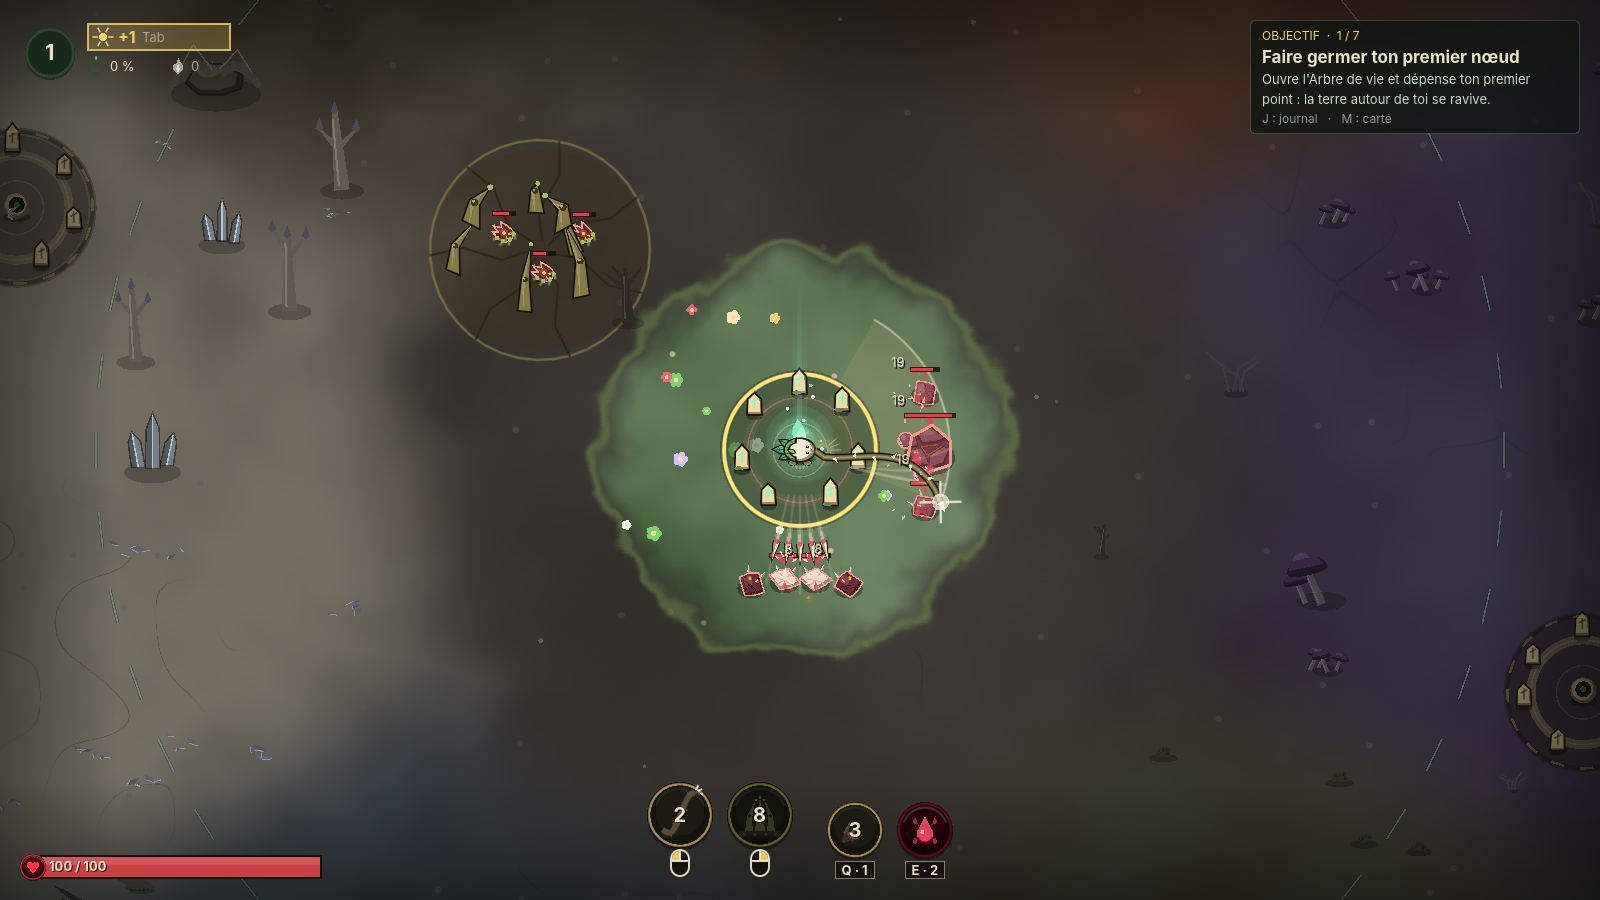 1
+1 Tab
0 %
0
OBJECTIF · 1 / 7
Faire germer ton premier nœud
Ouvre l'Arbre de vie et dépense ton premier
point : la terre autour de toi se ravive.
J : journal · M : carte
19
19
19
8
8
2
8
3
Q · 1
E · 2
100 / 100